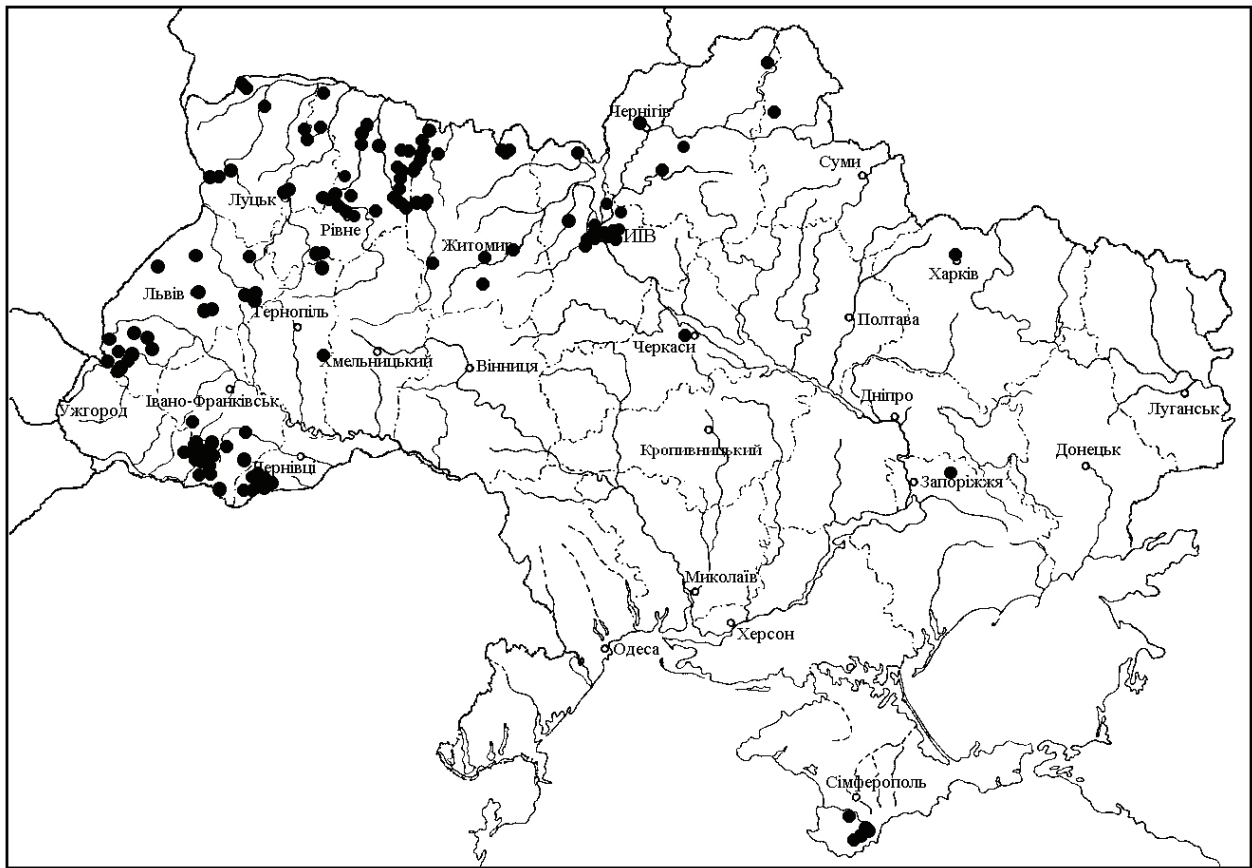 Чернігів
Суми
Луцьк
Рівне
Житомир
ИЇВ
Харків
Львів
Тернопіль
Полтава
Черкаси
Хмельницький
Вінниця
Ужгород
Івано-Франківськ
Дніпро
Луганськ
Кропивницький
Донецьк
Запоріжжя
Миколаїв
Херсон
Одеса
Сімферополь